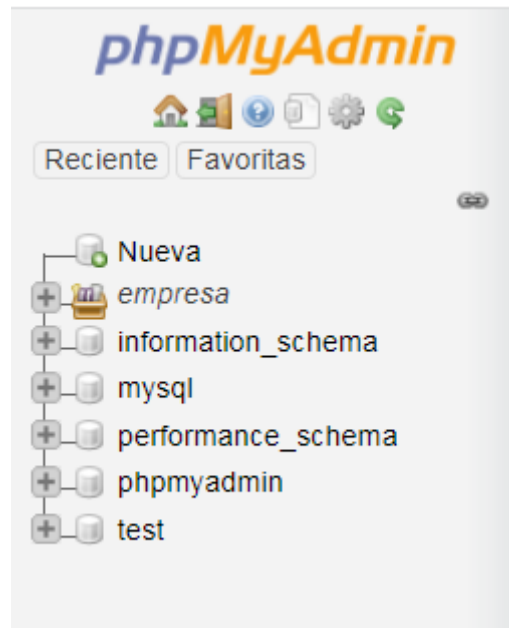 phpMyAdmin
Reciente Favoritas
Nueva
empresa
information_schema
mysql
performance_schema
phpmyadmin
test